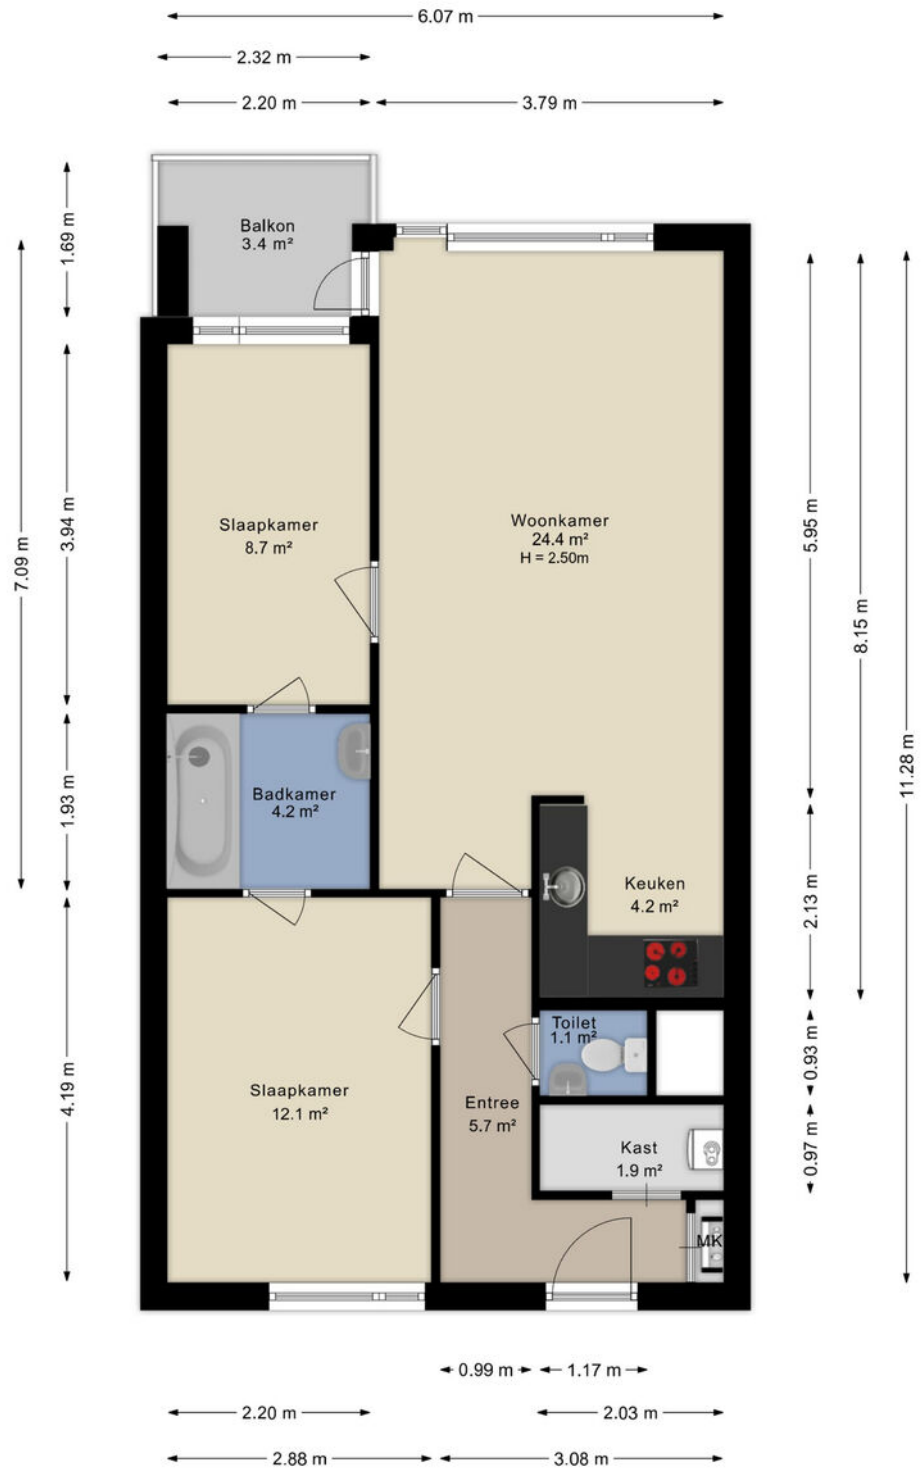 6.07 m
2.32 m
2.20 m
3.79 m
1.69 m
Balkon
3.4 m²
7.09 m
3.94 m
Slaapkamer
8.7 m²
Woonkamer
24.4 m²
H = 2.50m
5.95 m
8.15 m
11.28 m
1.93 m
Badkamer
4.2 m²
Keuken
4.2 m²
2.13 m
Toilet
1.1 m²
0.93 m
4.19 m
Slaapkamer
12.1 m²
Entree
5.7 m²
Kast
1.9 m²
0.97 m
MK
0.99 m
1.17 m
2.20 m
2.03 m
2.88 m
3.08 m